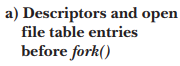 a) Descriptors and open
file table entries
before fork()